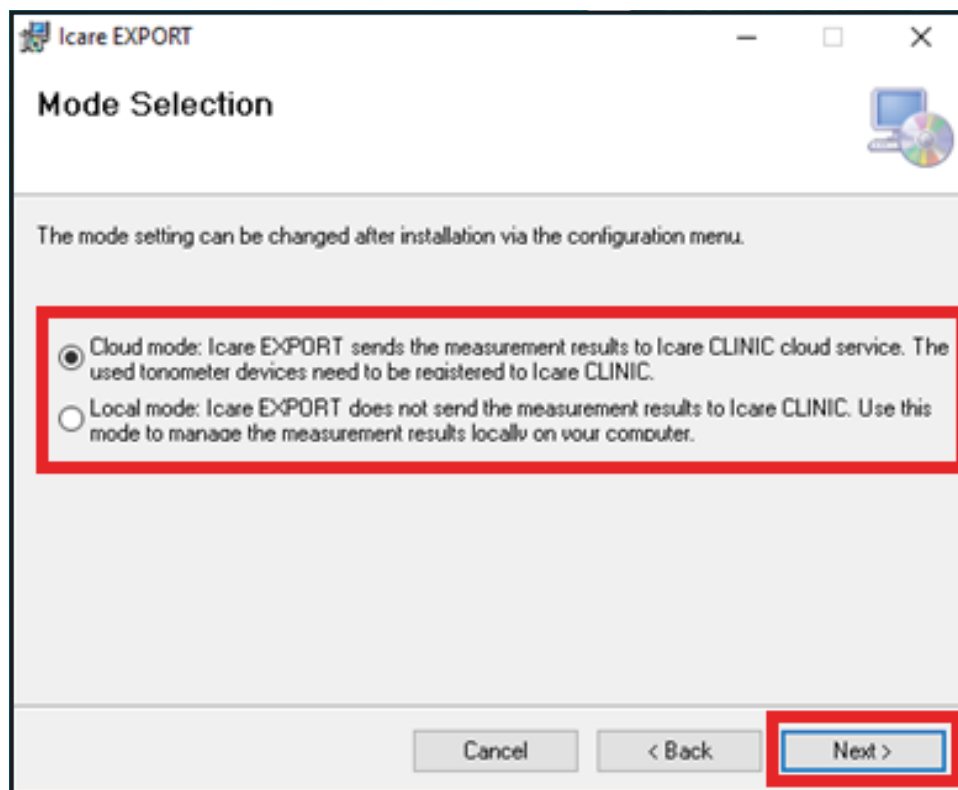 Icare EXPORT
Mode Selection
The mode setting can be changed after installation via the configuration menu.
Cloud mode: Icare EXPORT sends the measurement results to Icare CLINIC cloud service. The
used tonometer devices need to be registered to Icare CLINIC.
Local mode: Icare EXPORT does not send the measurement results to Icare CLINIC. Use this
mode to manage the measurement results locally on your computer.
Cancel
< Back
Next >